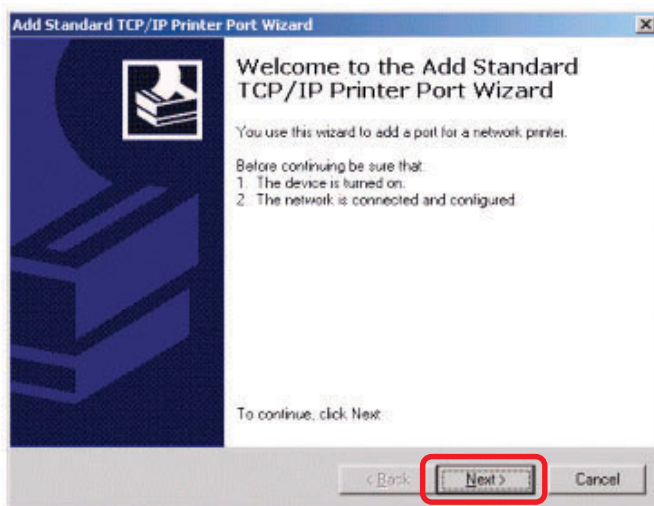 Add Standard TCP/IP Printer Port Wizard
Welcome to the Add Standard
TCP/IP Printer Port Wizard
You use this wizard to add a port for a network printer.
Before continuing be sure that:
1. The device is turned on.
2. The network is connected and configured.
To continue, click Next.
< Back Next > Cancel